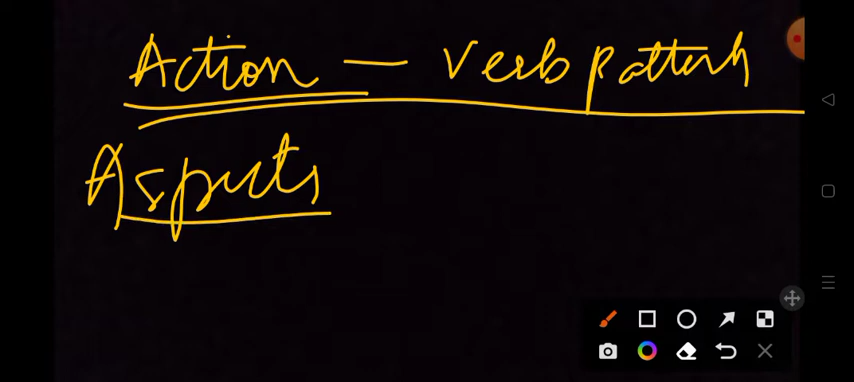 Action — Verb pattern
Aspects